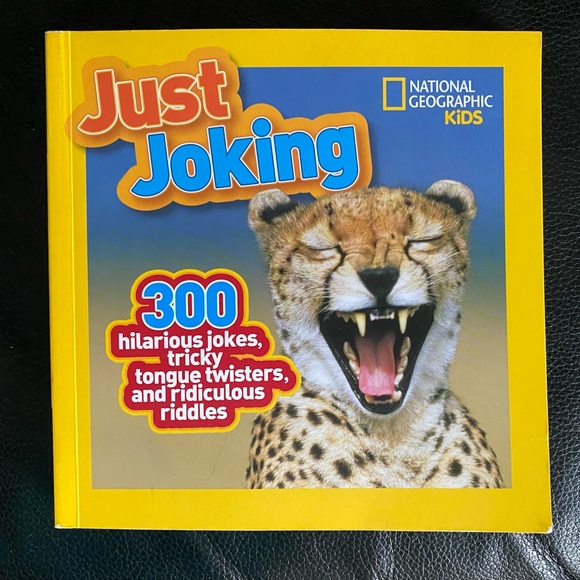 Just
Joking
NATIONAL
GEOGRAPHIC
KiDS
300
hilarious jokes,
tricky
tongue twisters,
and ridiculous
riddles